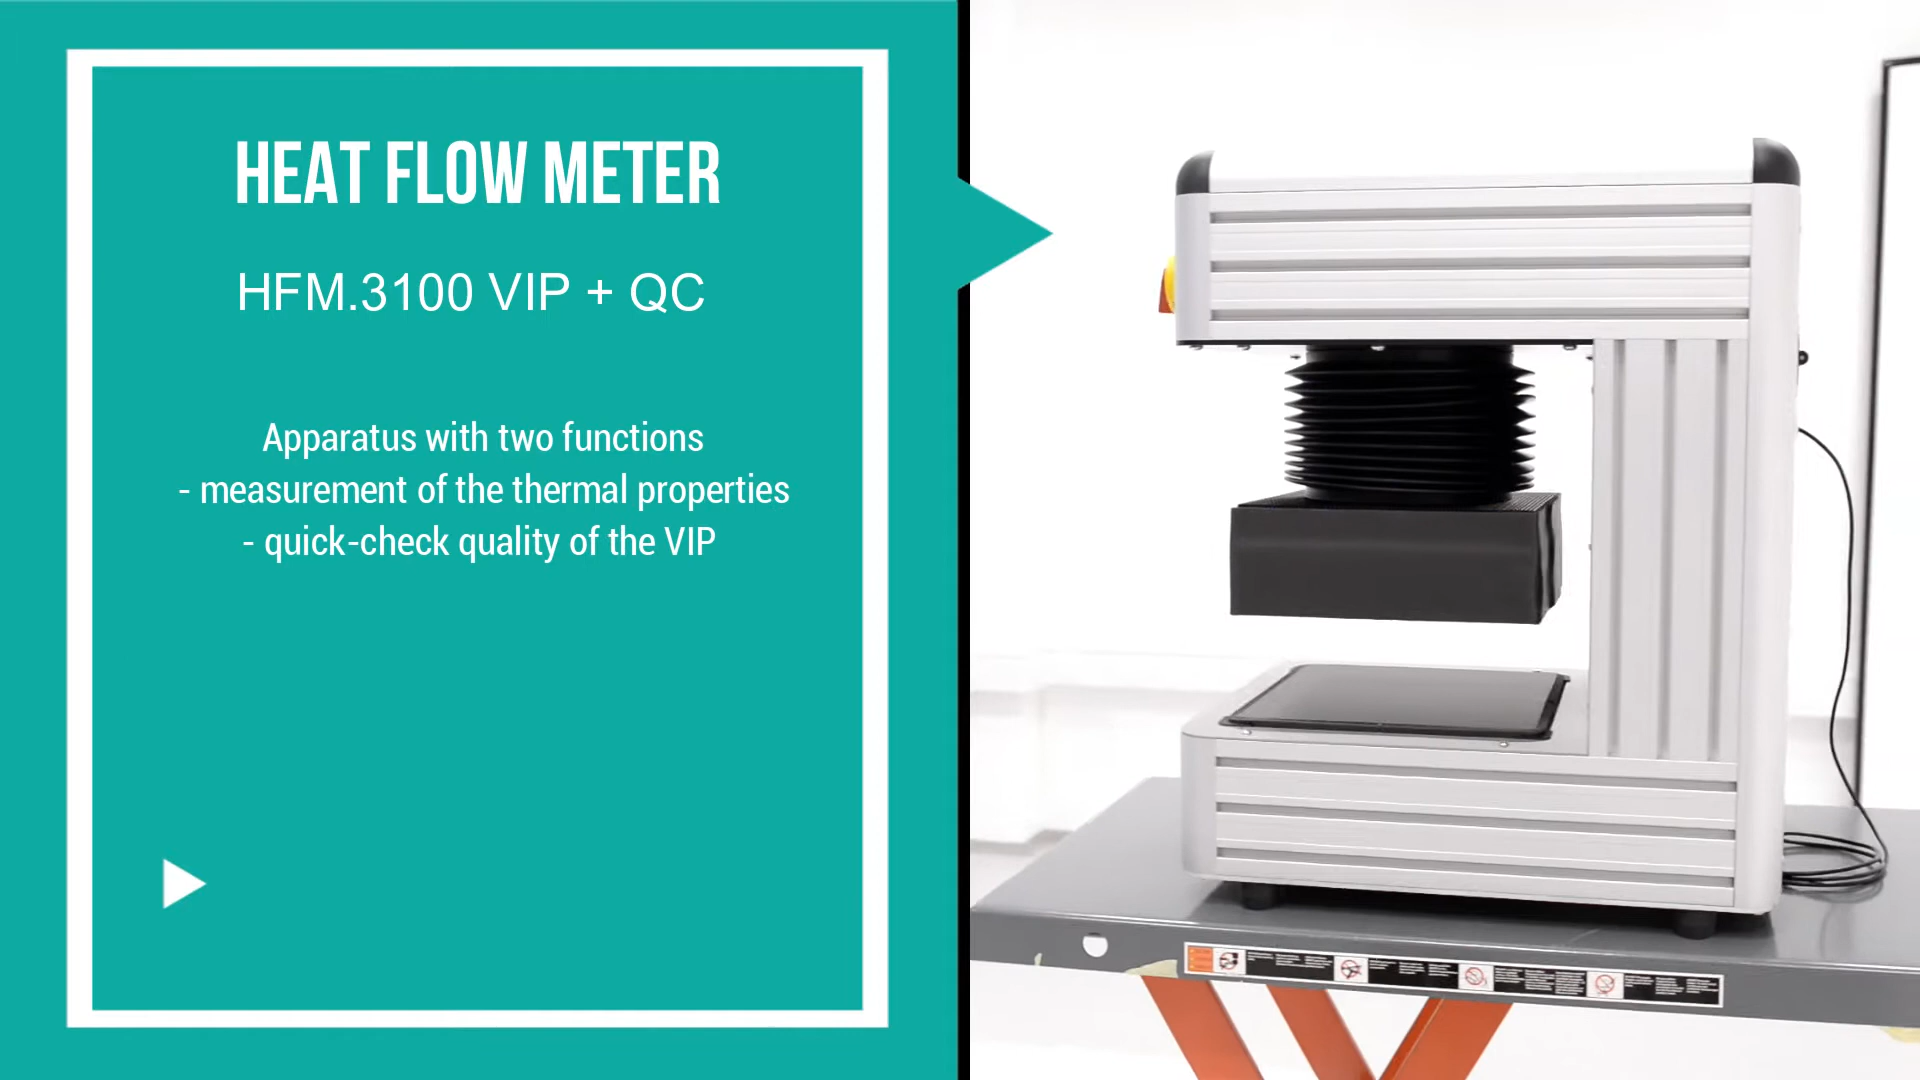 HEAT FLOW METER
HFM.3100 VIP + QC
Apparatus with two functions
- measurement of the thermal properties
- quick-check quality of the VIP